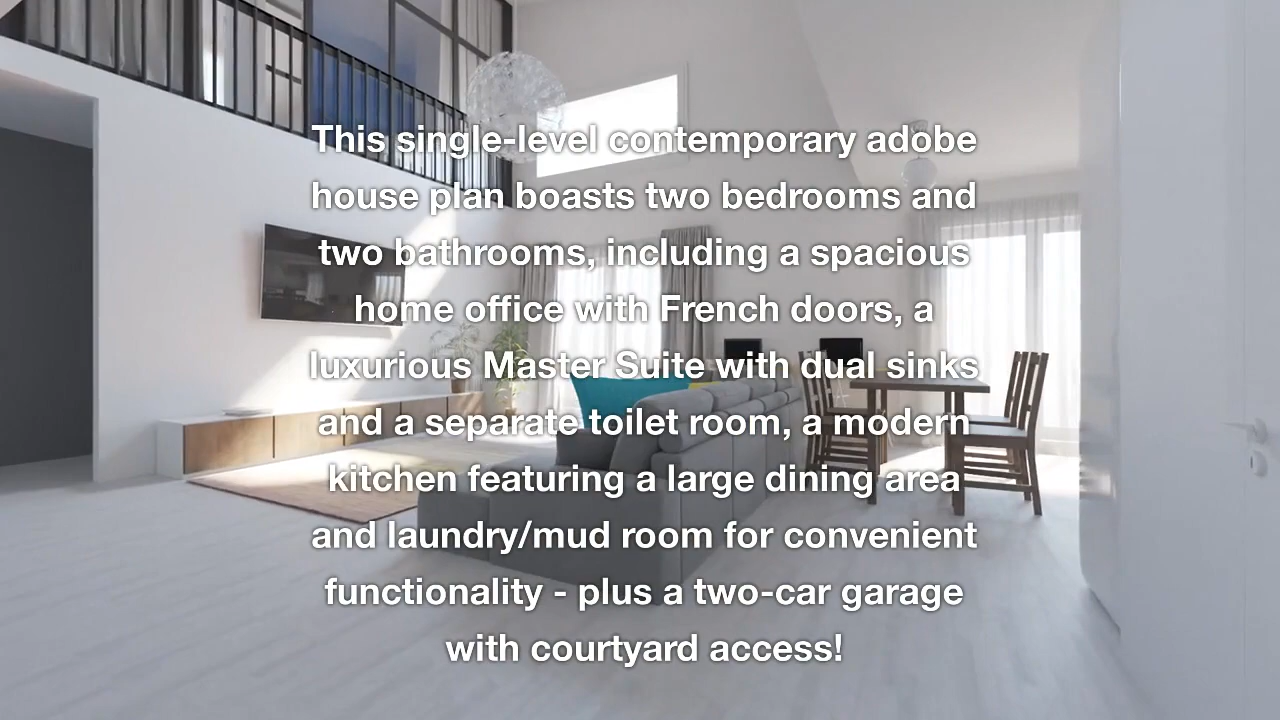 This single-level contemporary adobe
house plan boasts two bedrooms and
two bathrooms, including a spacious
home office with French doors, a
luxurious Master Suite with dual sinks
and a separate toilet room, a modern
kitchen featuring a large dining area
and laundry/mud room for convenient
functionality - plus a two-car garage
with courtyard access!